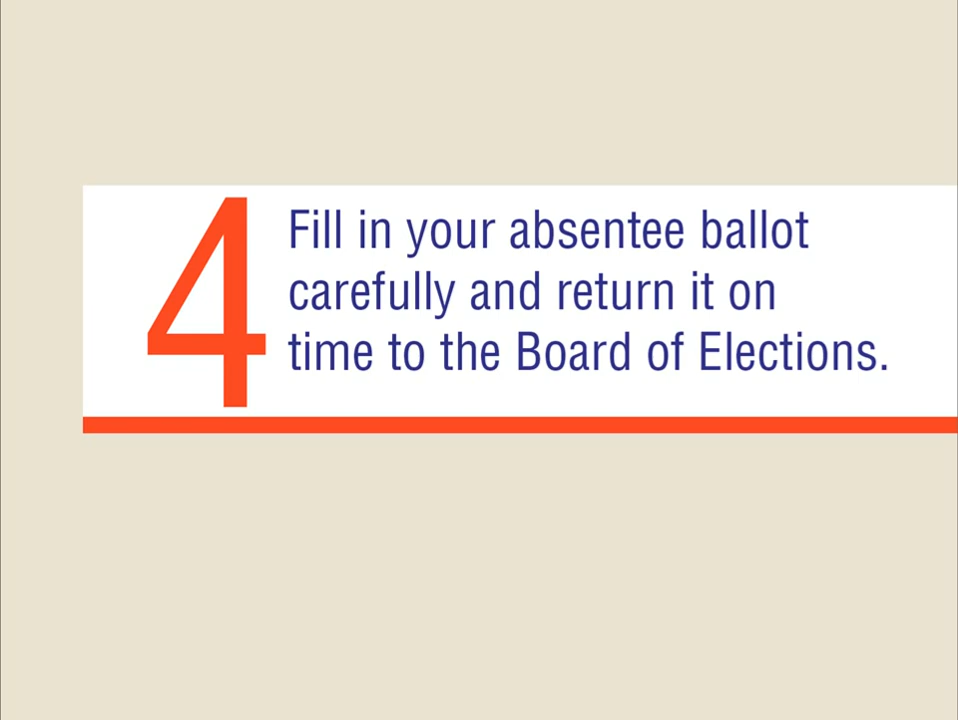 4
Fill in your absentee ballot
carefully and return it on
time to the Board of Elections.